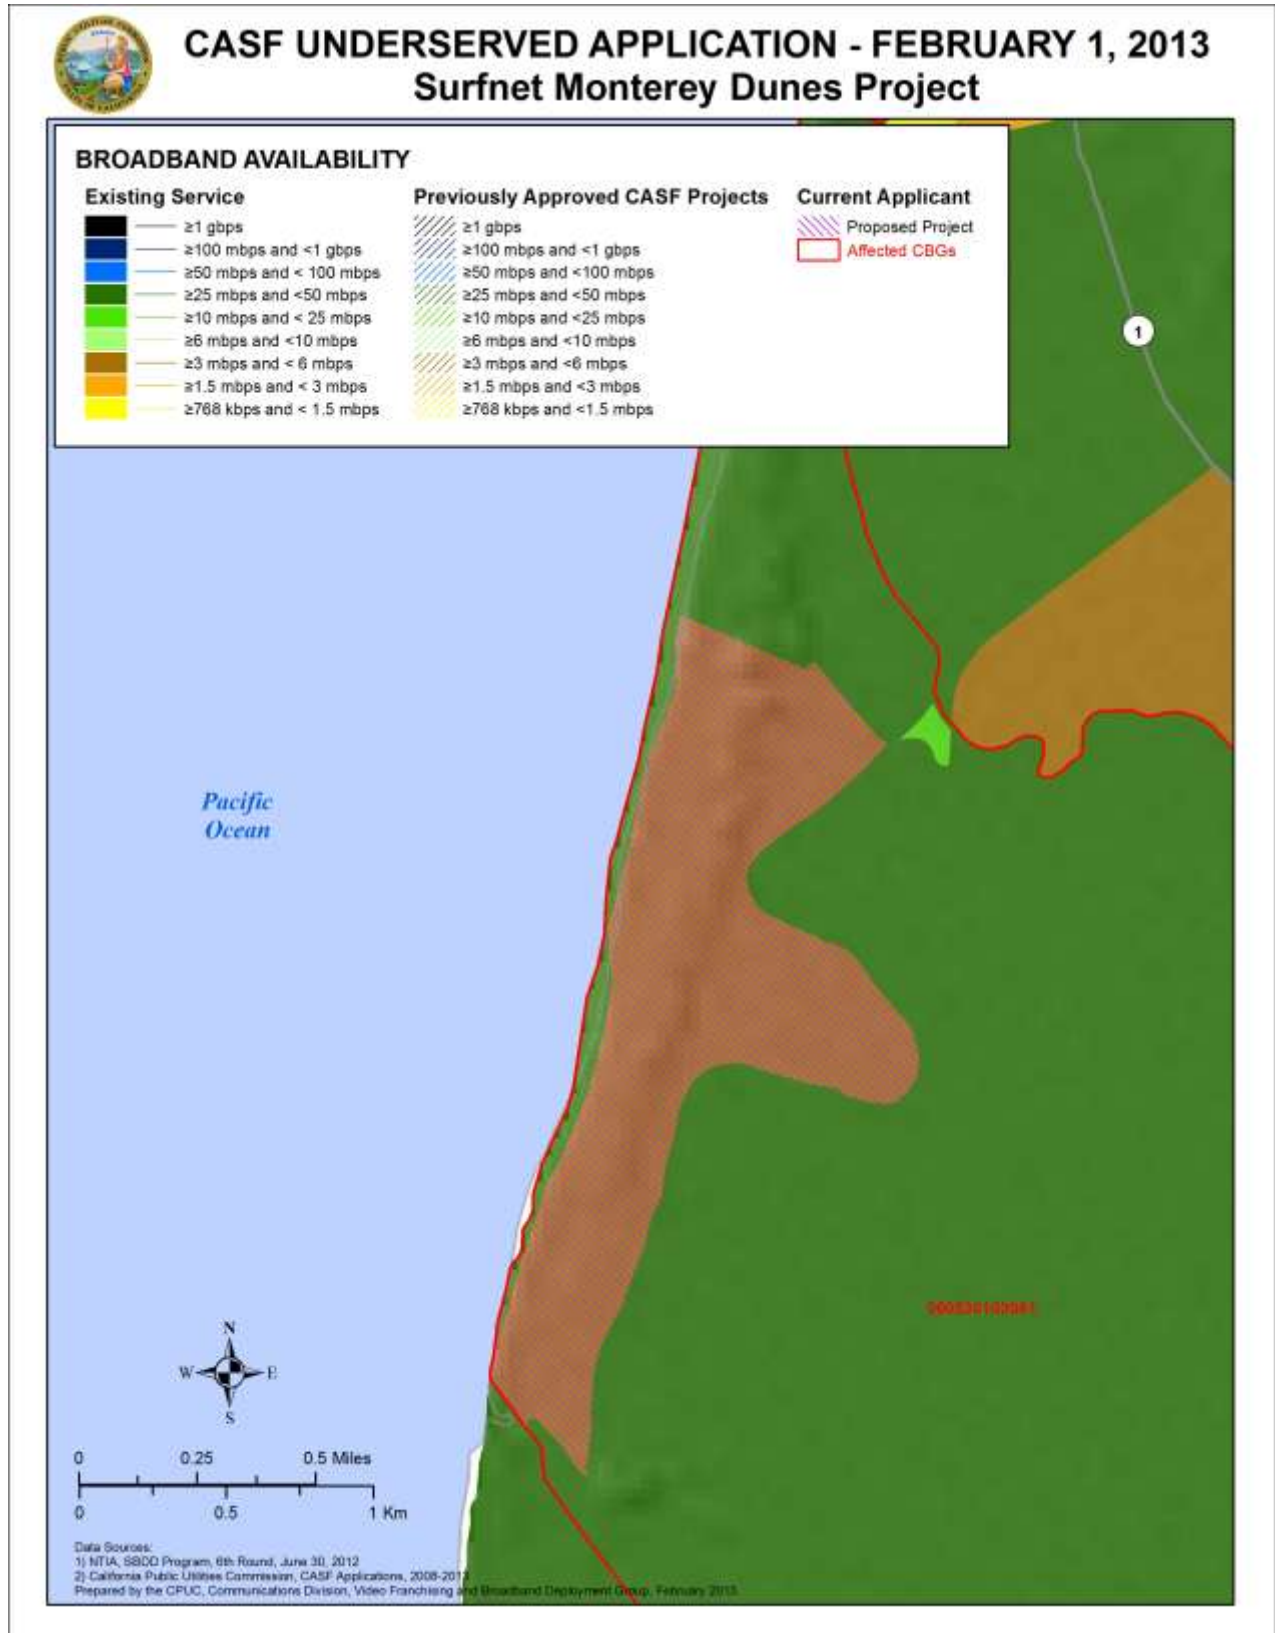 CASF UNDERSERVED APPLICATION - FEBRUARY 1, 2013
Surfnet Monterey Dunes Project
BROADBAND AVAILABILITY
Existing Service
≥1 gbps
≥100 mbps and <1 gbps
≥50 mbps and < 100 mbps
≥25 mbps and <50 mbps
≥10 mbps and < 25 mbps
≥6 mbps and <10 mbps
≥3 mbps and < 6 mbps
≥1.5 mbps and < 3 mbps
≥768 kbps and < 1.5 mbps
Previously Approved CASF Projects
≥1 gbps
≥100 mbps and <1 gbps
≥50 mbps and <100 mbps
≥25 mbps and <50 mbps
≥10 mbps and <25 mbps
≥6 mbps and <10 mbps
≥3 mbps and <6 mbps
≥1.5 mbps and <3 mbps
≥768 kbps and <1.5 mbps
Current Applicant
Proposed Project
Affected CBGs
1
Pacific
Ocean
N
W E
S
0 0.25 0.5 Miles
0 0.5 1 Km
Data Sources:
1) NTIA, SBDD Program, 6th Round, June 30, 2012
2) California Public Utilities Commission, CASF Applications, 2008-2013
Prepared by the CPUC, Communications Division, Video Franchising and Broadband Deployment Group, February 2013